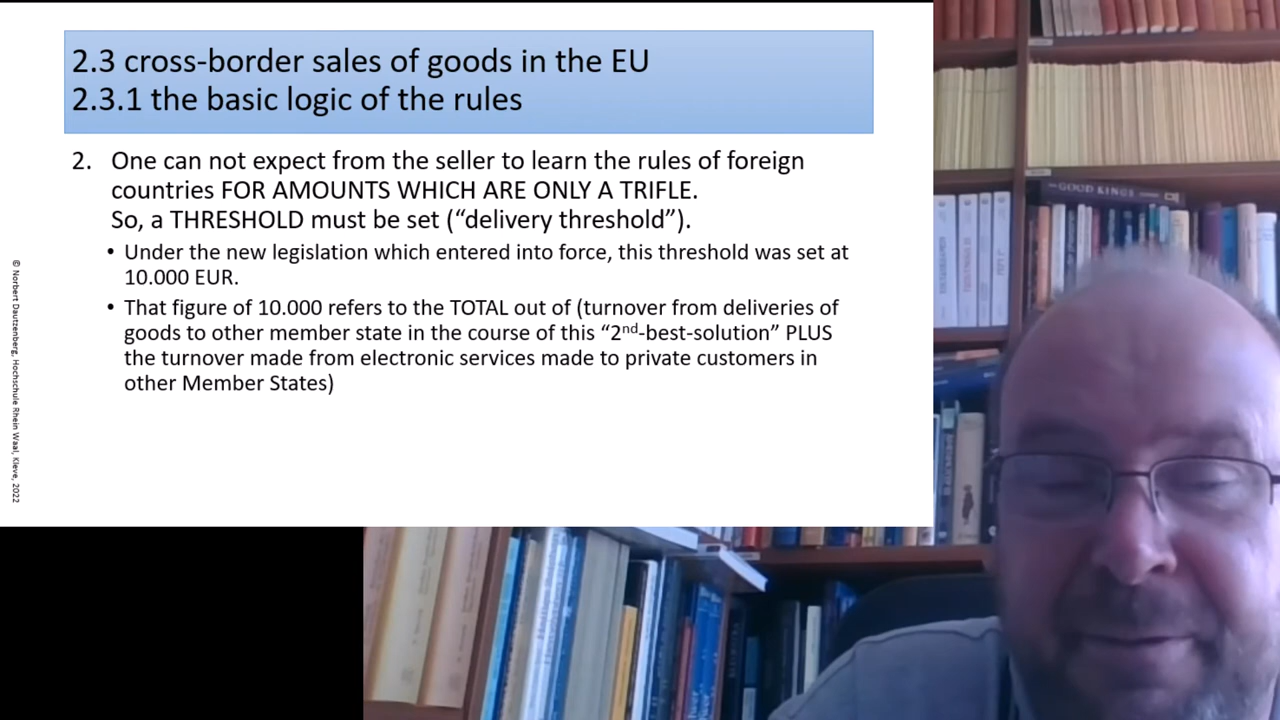 2.3 cross-border sales of goods in the EU
2.3.1 the basic logic of the rules
2. One can not expect from the seller to learn the rules of foreign
countries FOR AMOUNTS WHICH ARE ONLY A TRIFLE.
So, a THRESHOLD must be set (“delivery threshold”).
• Under the new legislation which entered into force, this threshold was set at
10.000 EUR.
• That figure of 10.000 refers to the TOTAL out of (turnover from deliveries of
goods to other member state in the course of this “2nd-best-solution” PLUS
the turnover made from electronic services made to private customers in
other Member States)
© Norbert Dautzenberg, Hochschule Rhein Waal, Kleve, 2022
GOOD KINGS